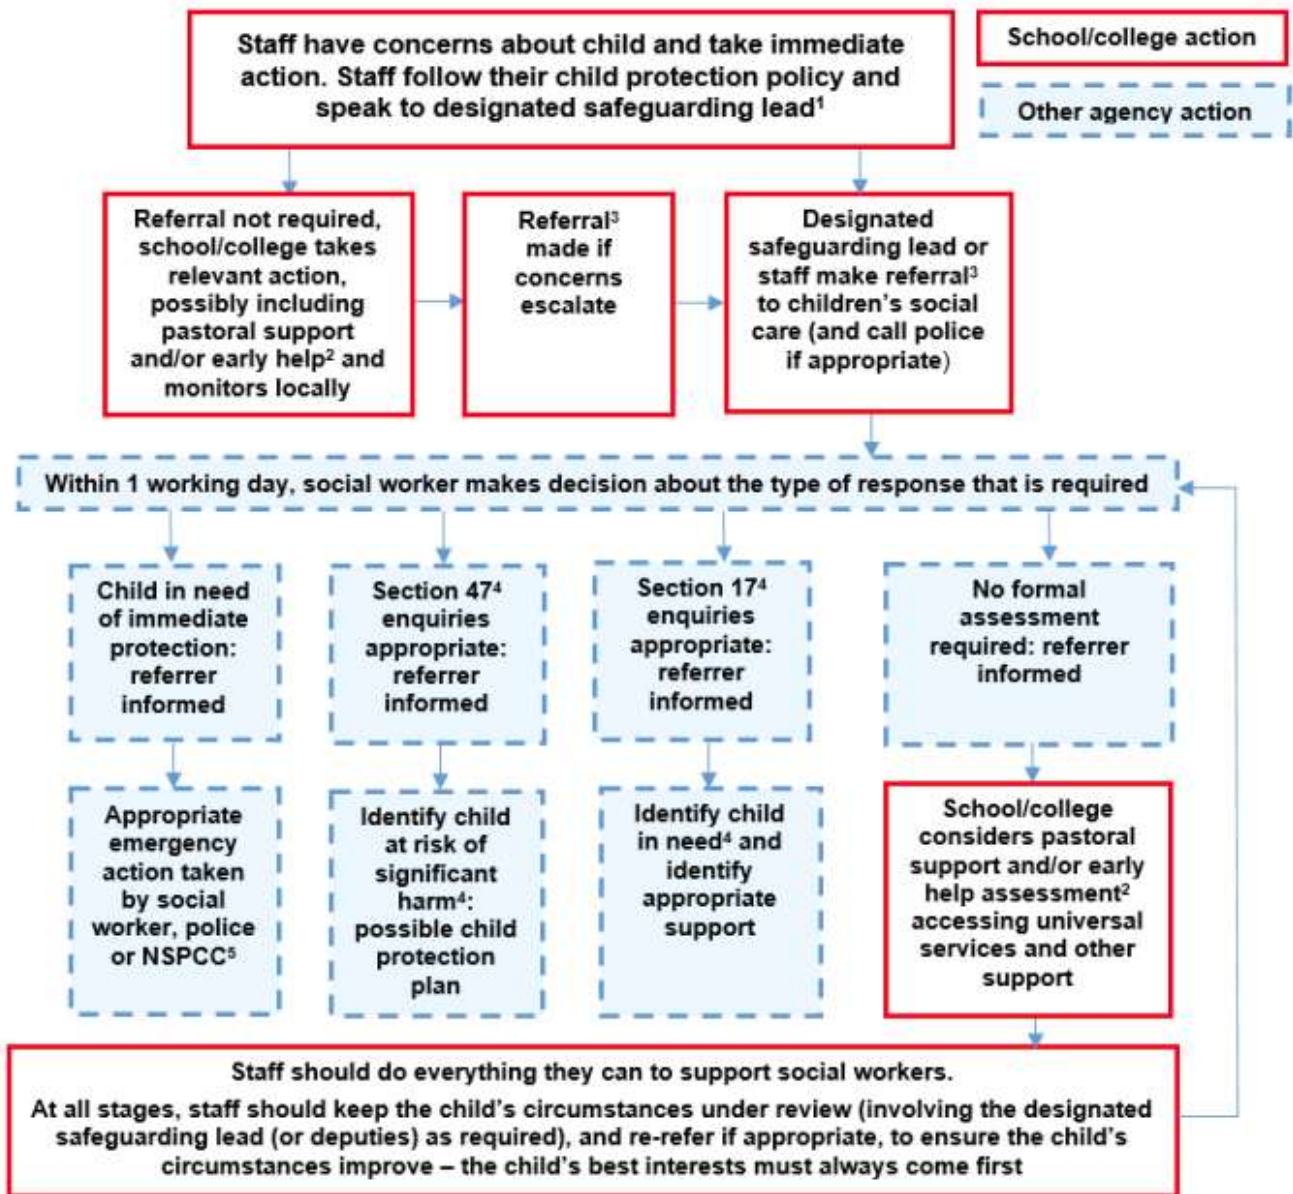 Staff have concerns about child and take immediate
action. Staff follow their child protection policy and
speak to designated safeguarding lead¹
School/college action
Other agency action
Referral not required,
school/college takes
relevant action,
possibly including
pastoral support
and/or early help² and
monitors locally
Referral³
made if
concerns
escalate
Designated
safeguarding lead or
staff make referral³
to children’s social
care (and call police
if appropriate)
Within 1 working day, social worker makes decision about the type of response that is required
Child in need
of immediate
protection:
referrer
informed
Section 47⁴
enquiries
appropriate:
referrer
informed
Section 17⁴
enquiries
appropriate:
referrer
informed
No formal
assessment
required: referrer
informed
Appropriate
emergency
action taken
by social
worker, police
or NSPCC⁵
Identify child
at risk of
significant
harm⁴:
possible child
protection
plan
Identify child
in need⁴ and
identify
appropriate
support
School/college
considers pastoral
support and/or early
help assessment²
accessing universal
services and other
support
Staff should do everything they can to support social workers.
At all stages, staff should keep the child’s circumstances under review (involving the designated
safeguarding lead (or deputies) as required), and re-refer if appropriate, to ensure the child’s
circumstances improve – the child’s best interests must always come first